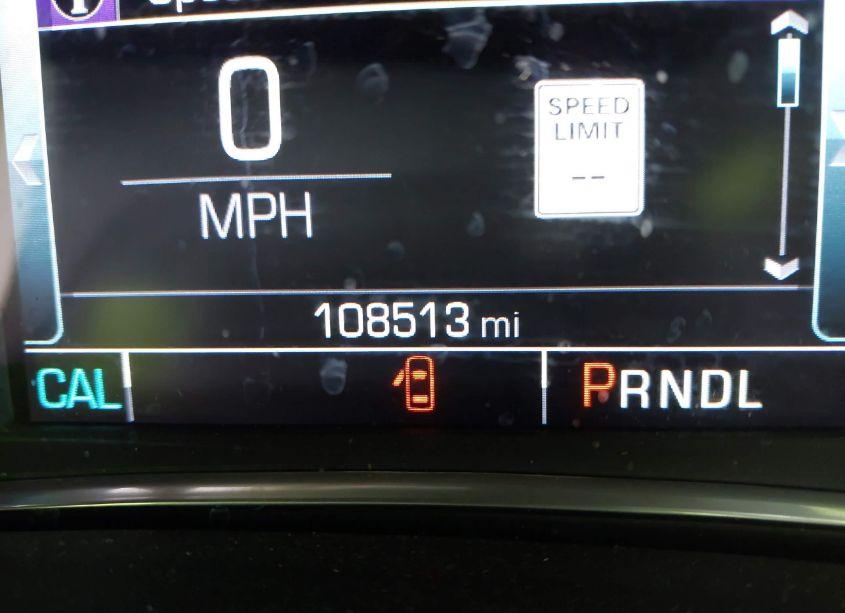 0
MPH
SPEED
LIMIT
--
108513 mi
CAL
PRNDL